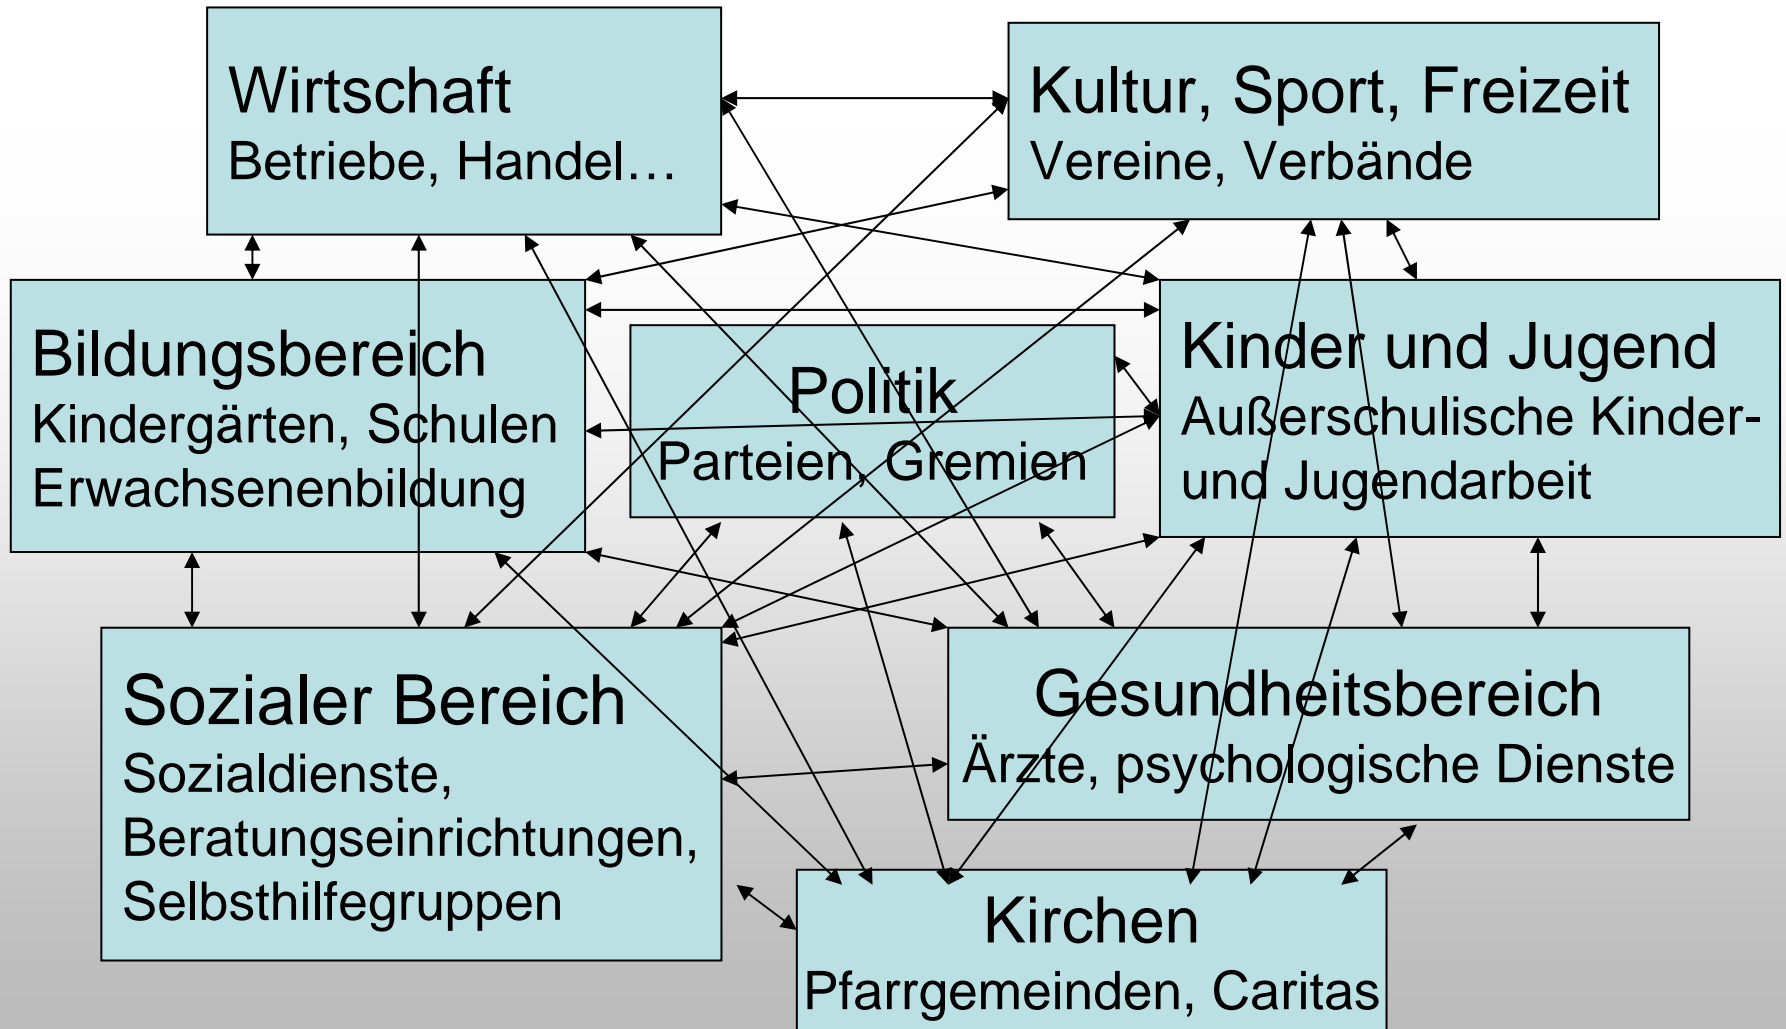 Wirtschaft
Betriebe, Handel…
Kultur, Sport, Freizeit
Vereine, Verbände
Bildungsbereich
Kindergärten, Schulen
Erwachsenenbildung
Politik
Parteien, Gremien
Kinder und Jugend
Außerschulische Kinder-
und Jugendarbeit
Sozialer Bereich
Sozialdienste,
Beratungseinrichtungen,
Selbsthilfegruppen
Gesundheitsbereich
Ärzte, psychologische Dienste
Kirchen
Pfarrgemeinden, Caritas